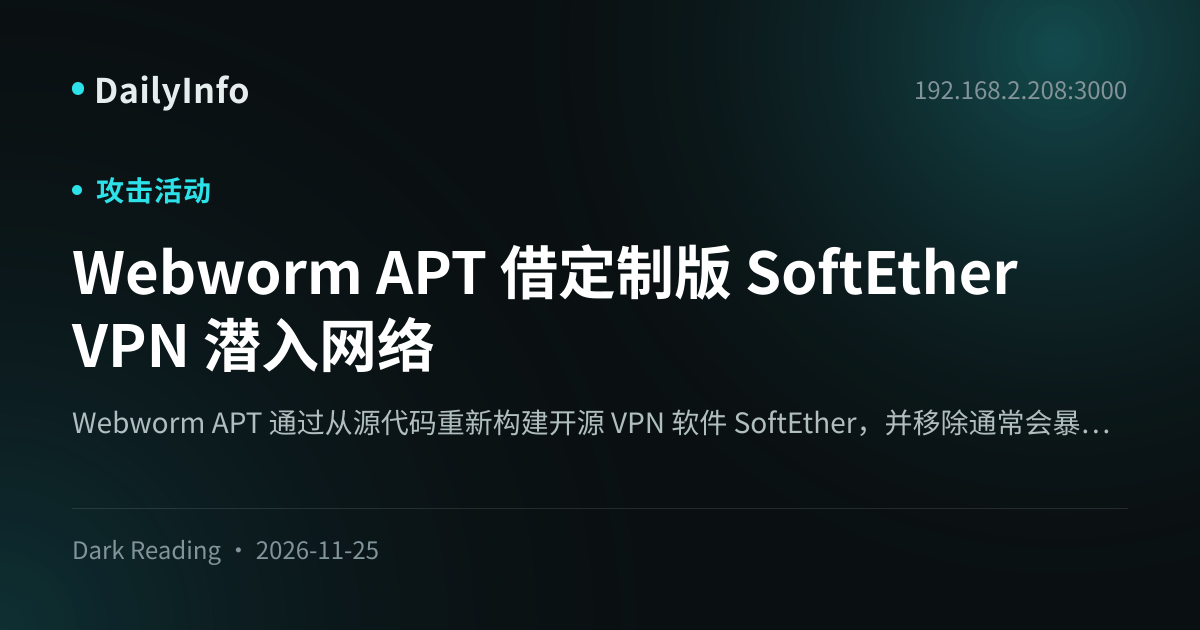 DailyInfo
192.168.2.208:3000
攻击活动
Webworm APT 借定制版 SoftEther
VPN 潜入网络
Webworm APT 通过从源代码重新构建开源 VPN 软件 SoftEther，并移除通常会暴…
Dark Reading · 2026-11-25